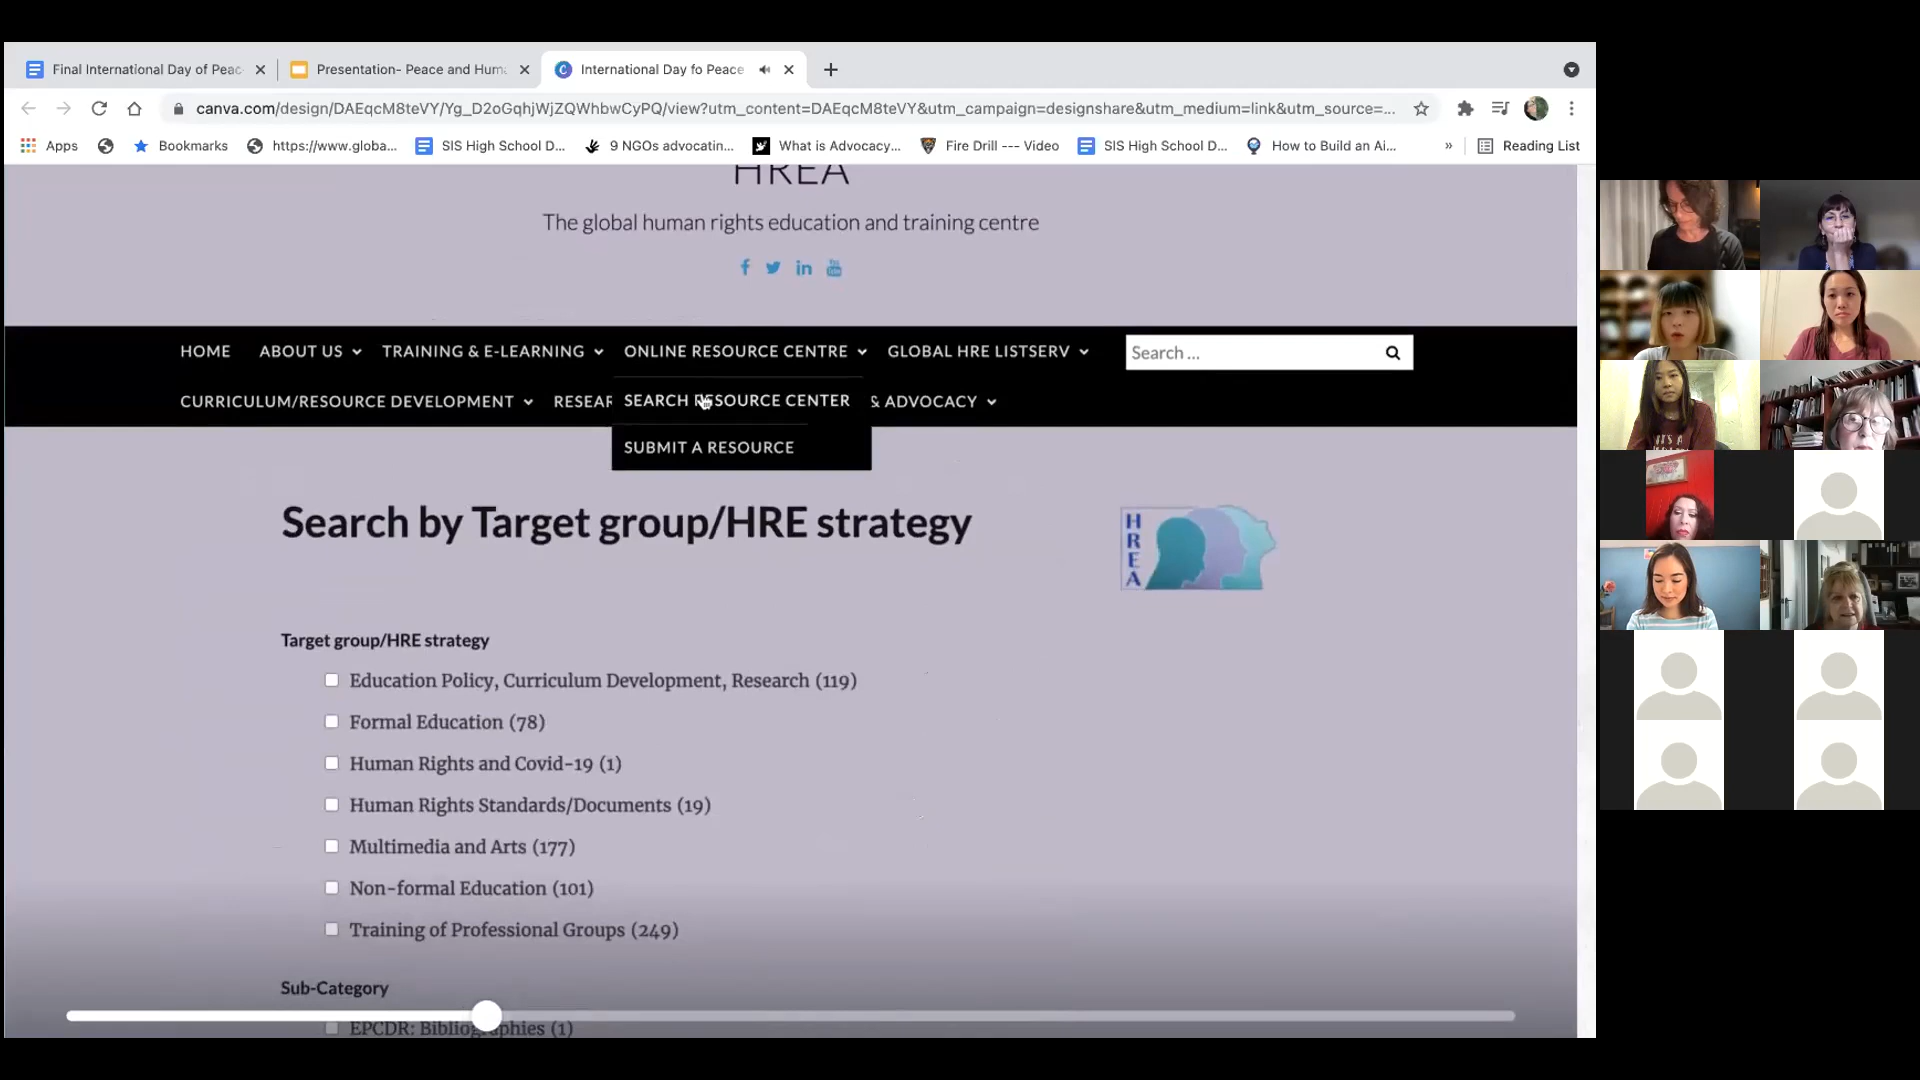 Final International Day of Peac
Presentation- Peace and Huma
International Day fo Peace
canva.com/design/DAEqcM8teVY/Yg_D2oGqhjWjZQWhbwCyPQ/view?utm_content=DAEqcM8teVY&utm_campaign=designshare&utm_medium=link&utm_source=...
Apps
Bookmarks
https://www.globa...
SIS High School D...
9 NGOs advocatin...
What is Advocacy...
Fire Drill --- Video
SIS High School D...
How to Build an Ai...
»
Reading List
HREA
The global human rights education and training centre
HOME
ABOUT US
TRAINING & E-LEARNING
ONLINE RESOURCE CENTRE
GLOBAL HRE LISTSERV
Search ...
CURRICULUM/RESOURCE DEVELOPMENT
RESEAR
SEARCH RESOURCE CENTER
& ADVOCACY
SUBMIT A RESOURCE
Search by Target group/HRE strategy
HREA
Target group/HRE strategy
Education Policy, Curriculum Development, Research (119)
Formal Education (78)
Human Rights and Covid-19 (1)
Human Rights Standards/Documents (19)
Multimedia and Arts (177)
Non-formal Education (101)
Training of Professional Groups (249)
Sub-Category
EPCDR: Bibliographies (1)